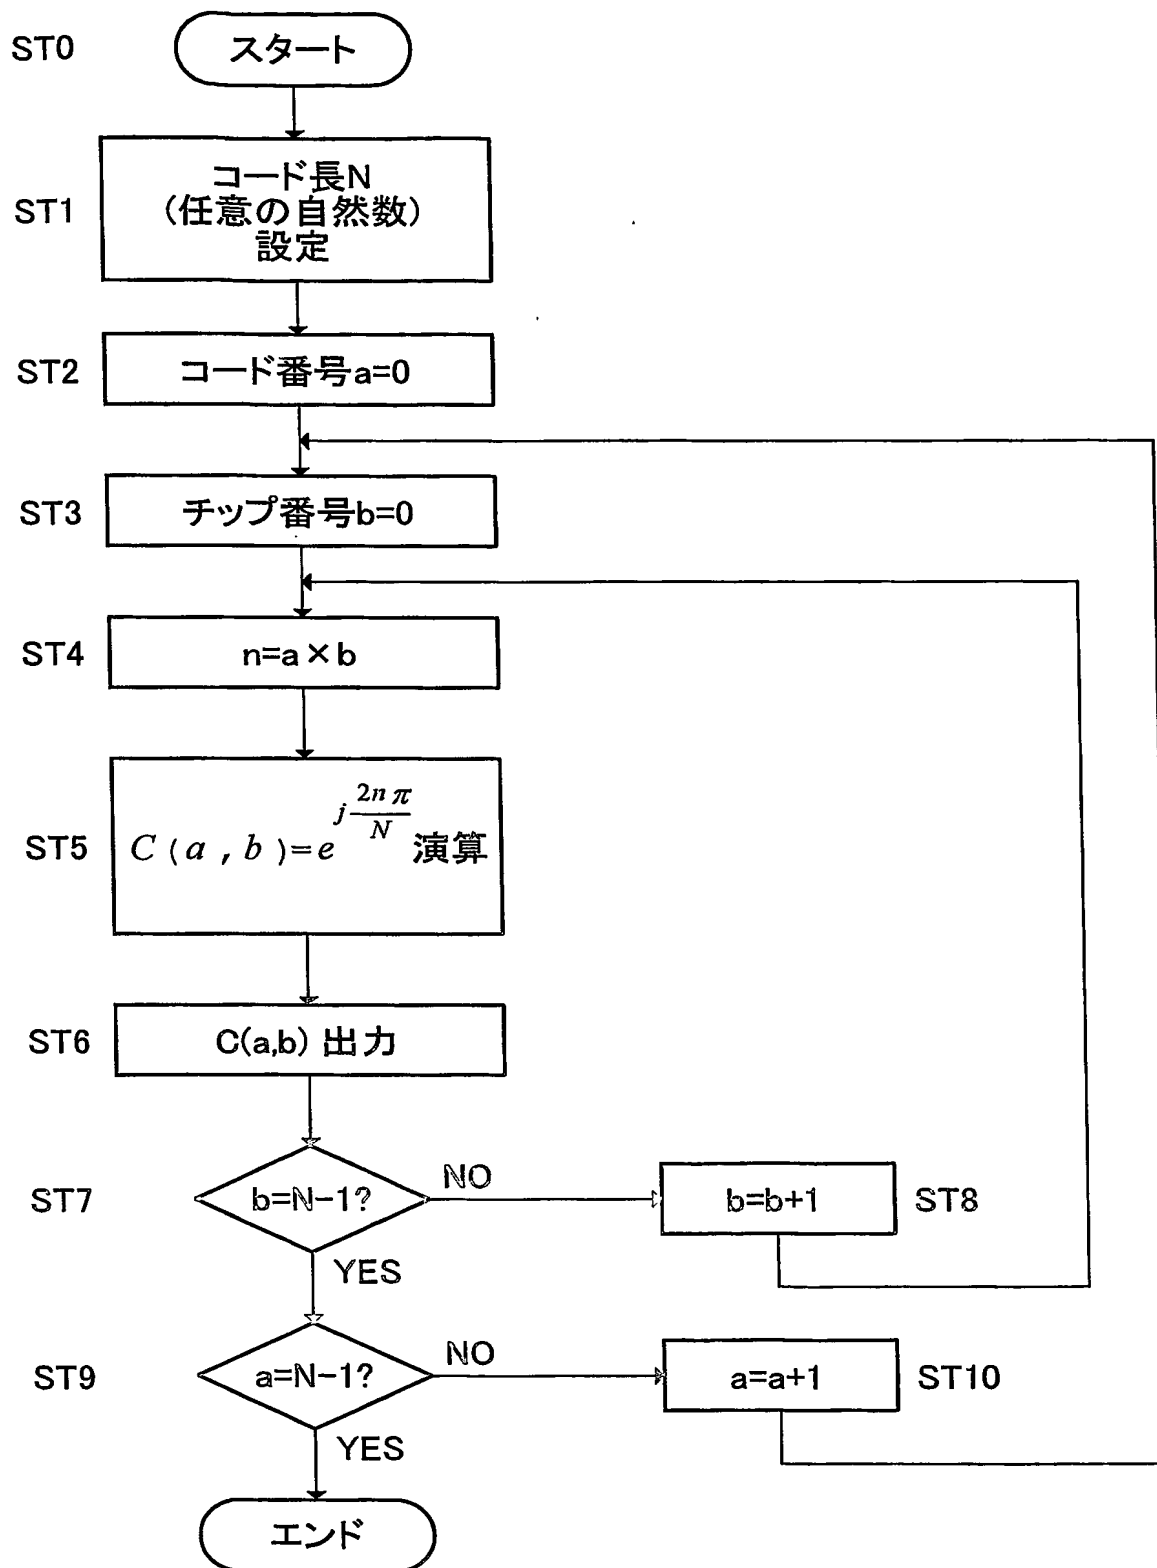 ST0
スタート
ST1
コード長N
(任意の自然数)
設定
ST2
コード番号a=0
ST3
チップ番号b=0
ST4
n=a×b
ST5
C(a,b)=e^{j\frac{2nπ}{N}}演算
ST6
C(a,b) 出力
ST7
b=N-1?
NO
b=b+1
ST8
YES
ST9
a=N-1?
NO
a=a+1
ST10
YES
エンド